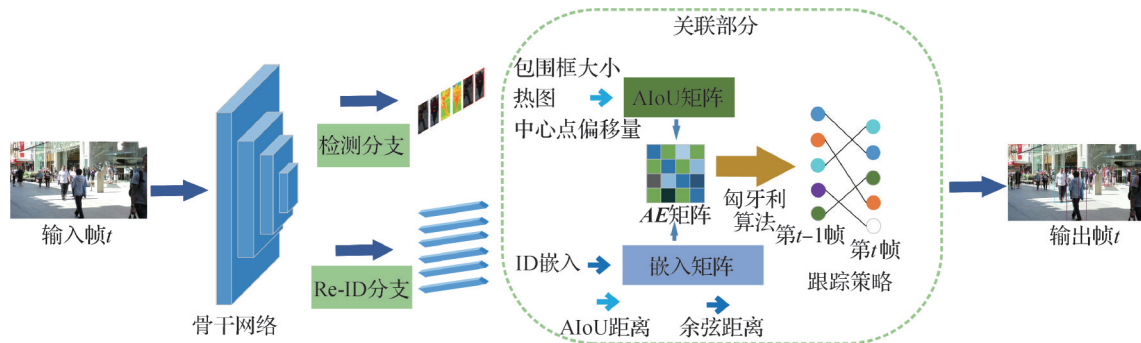 关联部分
包围框大小
热图
中心点偏移量
AIoU矩阵
检测分支
输入帧t
AE矩阵
匈牙利
算法
第t−1帧
第t帧
跟踪策略
输出帧t
ID嵌入
嵌入矩阵
Re-ID分支
AIoU距离
余弦距离
骨干网络